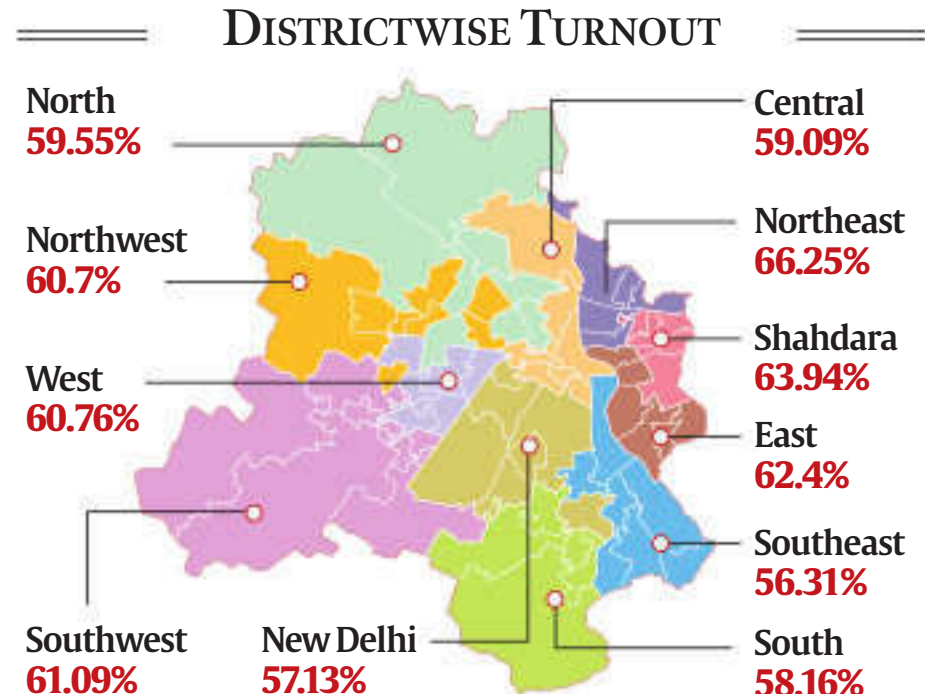 DISTRICTWISE TURNOUT
North
59.55%
Northwest
60.7%
West
60.76%
Southwest
61.09%
New Delhi
57.13%
Central
59.09%
Northeast
66.25%
Shahdara
63.94%
East
62.4%
Southeast
56.31%
South
58.16%